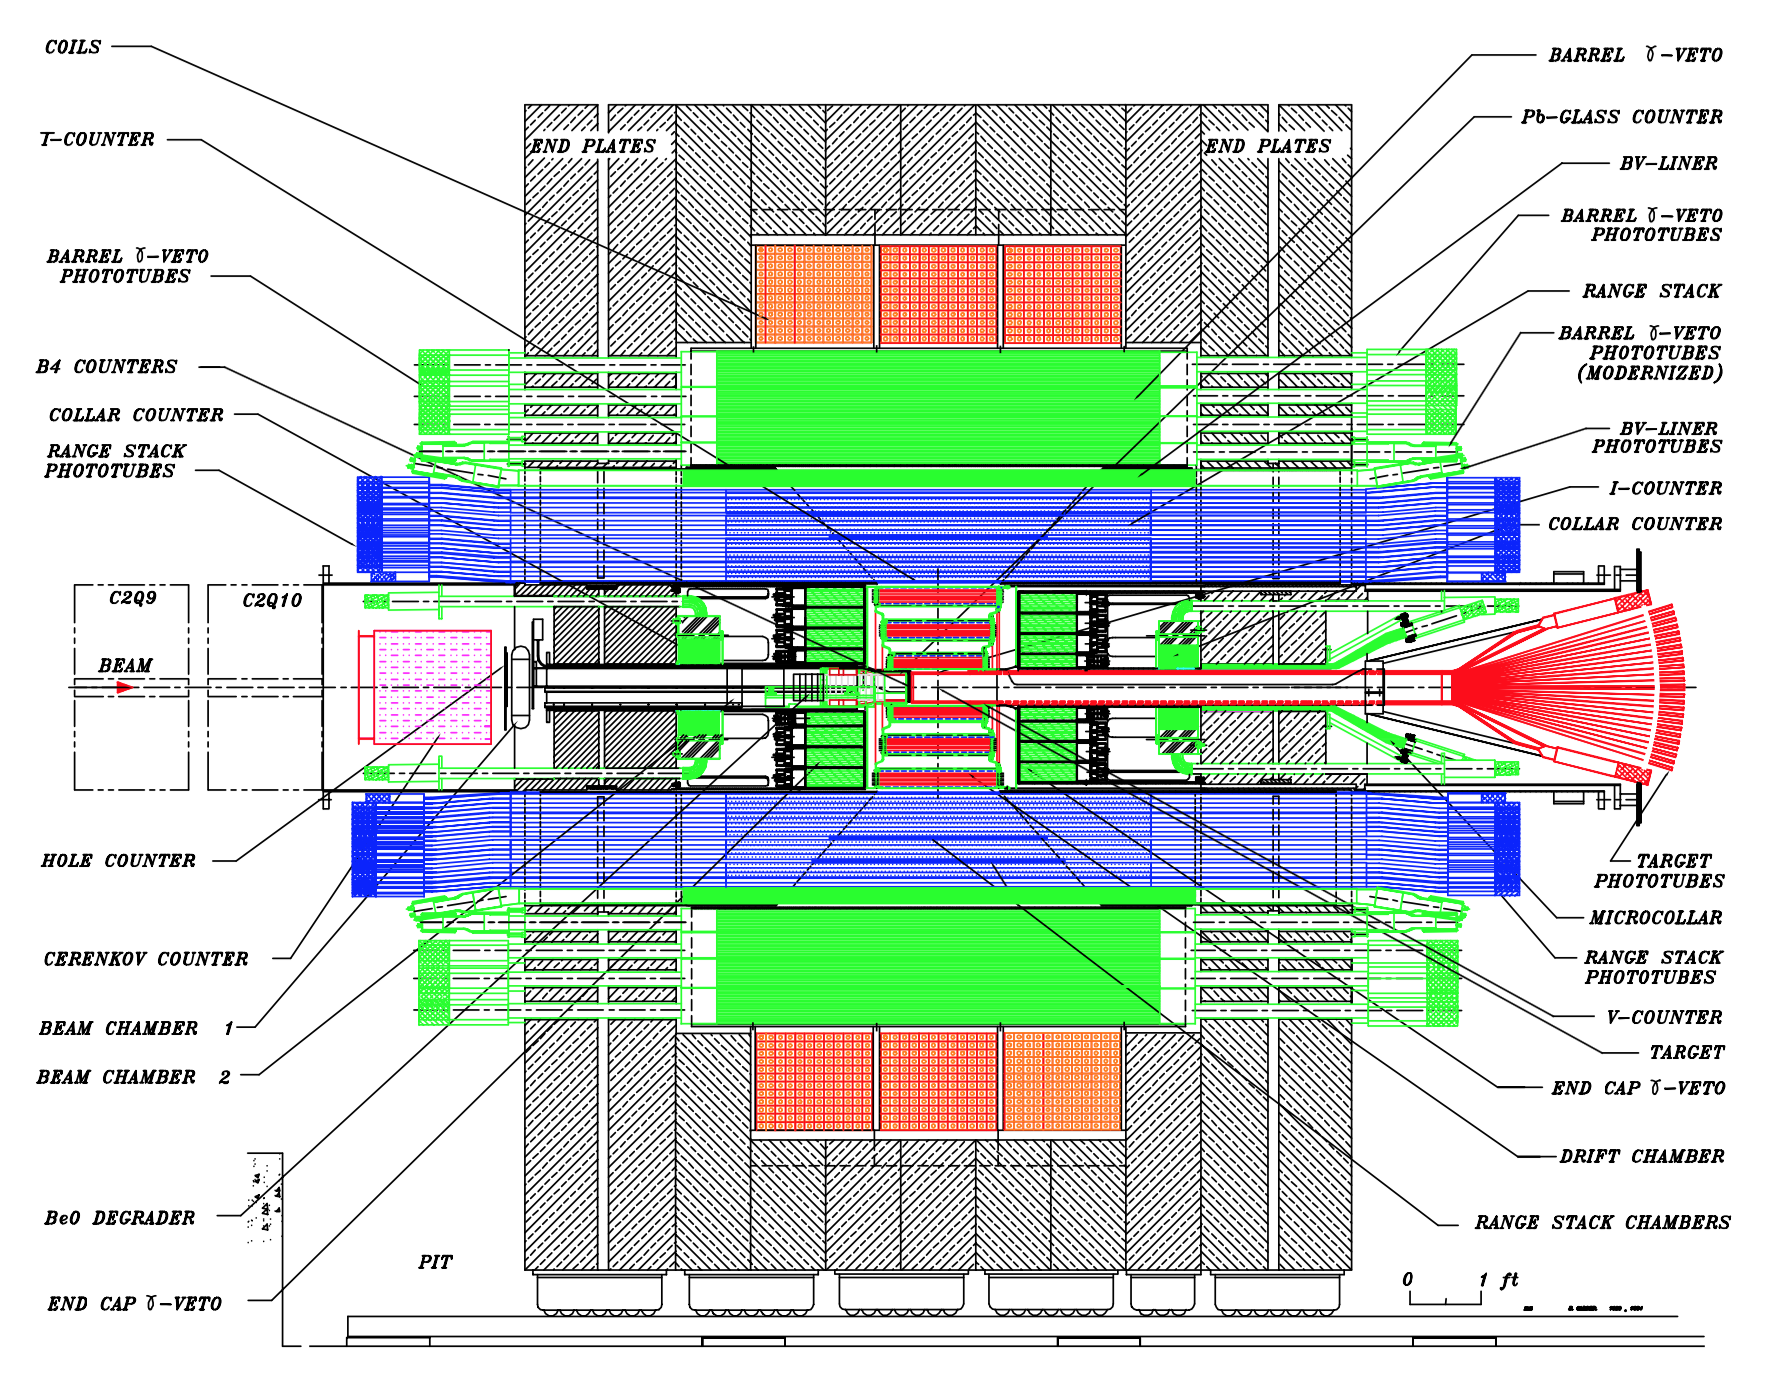 COILS
T-COUNTER
BARREL γ-VETO
PHOTOTUBES
B4 COUNTERS
COLLAR COUNTER
RANGE STACK
PHOTOTUBES
C2Q9
C2Q10
BEAM
HOLE COUNTER
CERENKOV COUNTER
BEAM CHAMBER 1
BEAM CHAMBER 2
BeO DEGRADER
END CAP γ-VETO
PIT
END PLATES
END PLATES
BARREL γ-VETO
Pb-GLASS COUNTER
BV-LINER
BARREL γ-VETO
PHOTOTUBES
RANGE STACK
BARREL γ-VETO
PHOTOTUBES
(MODERNIZED)
BV-LINER
PHOTOTUBES
I-COUNTER
COLLAR COUNTER
TARGET
PHOTOTUBES
MICROCOLLAR
RANGE STACK
PHOTOTUBES
V-COUNTER
TARGET
END CAP γ-VETO
DRIFT CHAMBER
RANGE STACK CHAMBERS
0 1 ft